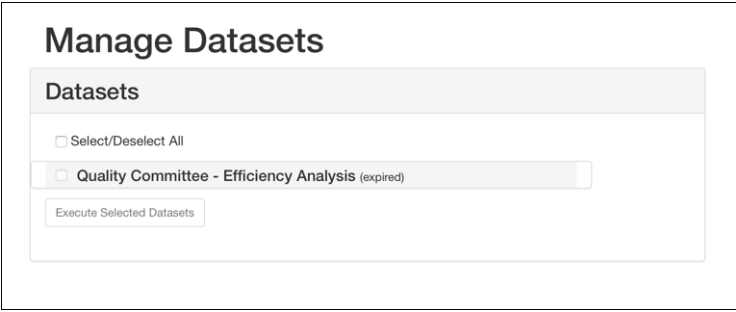 Manage Datasets
Datasets
Select/Deselect All
Quality Committee - Efficiency Analysis (expired)
Execute Selected Datasets